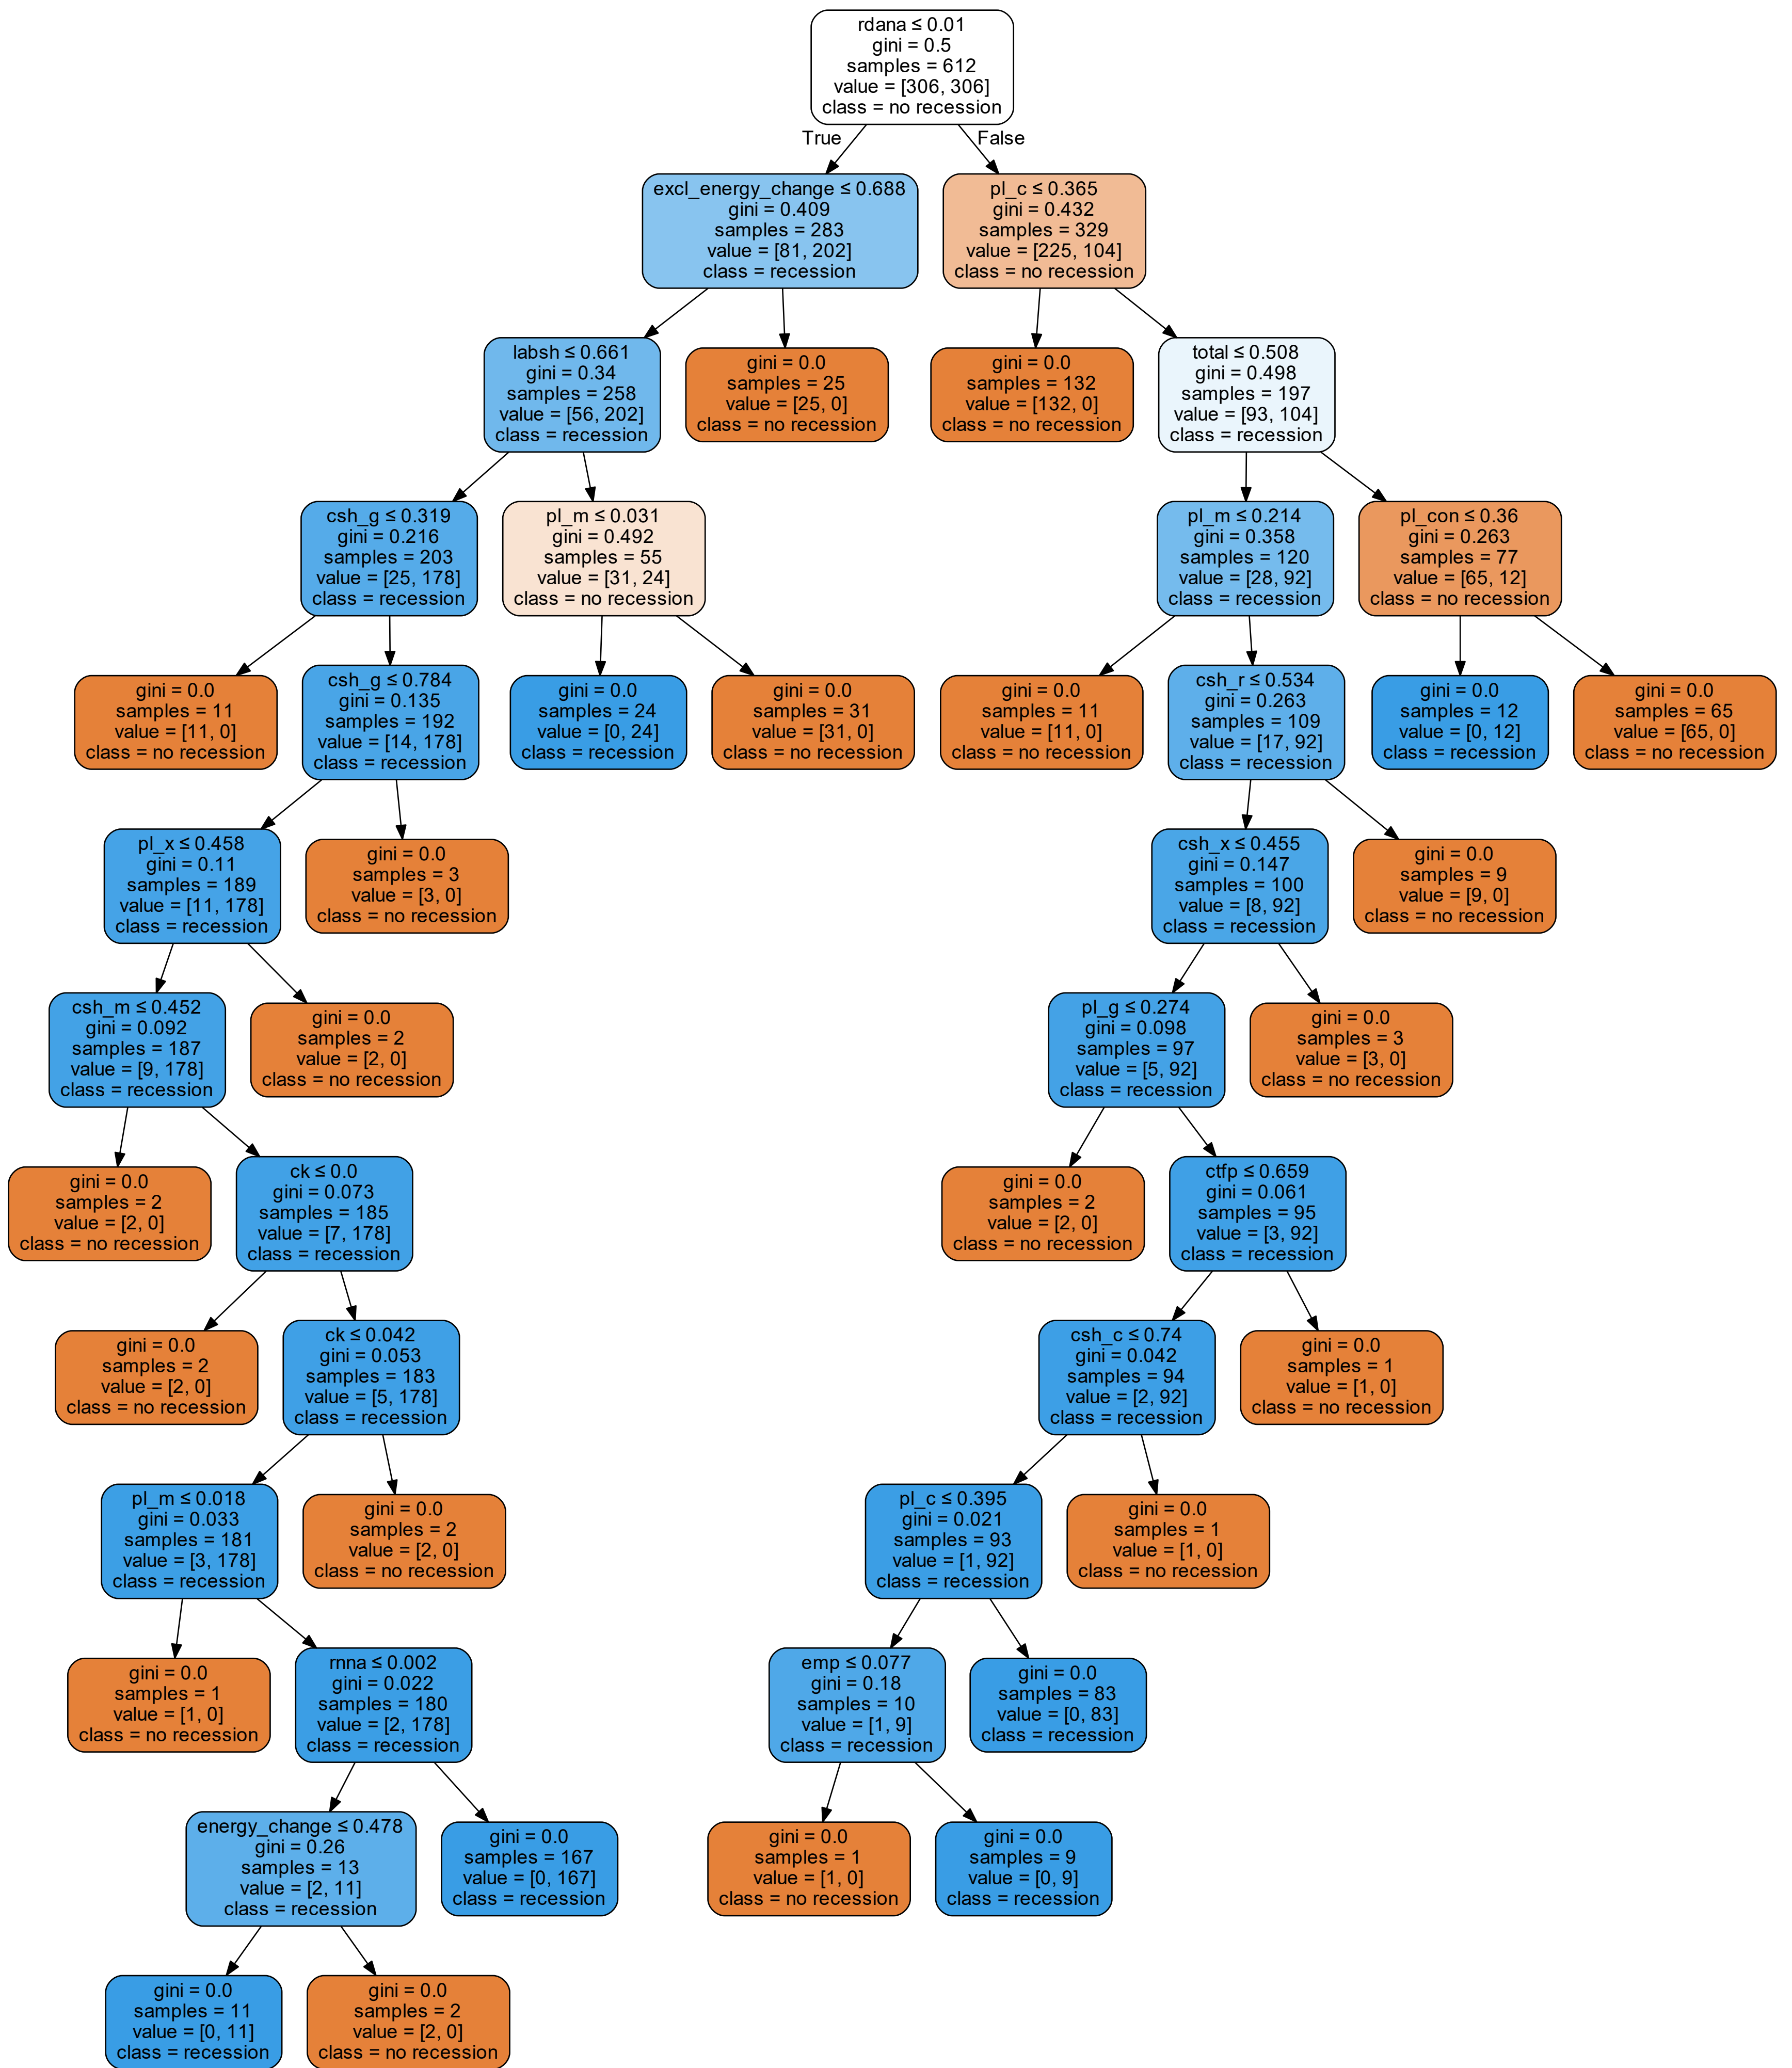 rdana ≤ 0.01
gini = 0.5
samples = 612
value = [306, 306]
class = no recession
True
False
excl_energy_change ≤ 0.688
gini = 0.409
samples = 283
value = [81, 202]
class = recession
pl_c ≤ 0.365
gini = 0.432
samples = 329
value = [225, 104]
class = no recession
labsh ≤ 0.661
gini = 0.34
samples = 258
value = [56, 202]
class = recession
gini = 0.0
samples = 25
value = [25, 0]
class = no recession
gini = 0.0
samples = 132
value = [132, 0]
class = no recession
total ≤ 0.508
gini = 0.498
samples = 197
value = [93, 104]
class = recession
csh_g ≤ 0.319
gini = 0.216
samples = 203
value = [25, 178]
class = recession
pl_m ≤ 0.031
gini = 0.492
samples = 55
value = [31, 24]
class = no recession
pl_m ≤ 0.214
gini = 0.358
samples = 120
value = [28, 92]
class = recession
pl_con ≤ 0.36
gini = 0.263
samples = 77
value = [65, 12]
class = no recession
gini = 0.0
samples = 11
value = [11, 0]
class = no recession
csh_g ≤ 0.784
gini = 0.135
samples = 192
value = [14, 178]
class = recession
gini = 0.0
samples = 24
value = [0, 24]
class = recession
gini = 0.0
samples = 31
value = [31, 0]
class = no recession
gini = 0.0
samples = 11
value = [11, 0]
class = no recession
csh_r ≤ 0.534
gini = 0.263
samples = 109
value = [17, 92]
class = recession
gini = 0.0
samples = 12
value = [0, 12]
class = recession
gini = 0.0
samples = 65
value = [65, 0]
class = no recession
pl_x ≤ 0.458
gini = 0.11
samples = 189
value = [11, 178]
class = recession
gini = 0.0
samples = 3
value = [3, 0]
class = no recession
csh_x ≤ 0.455
gini = 0.147
samples = 100
value = [8, 92]
class = recession
gini = 0.0
samples = 9
value = [9, 0]
class = no recession
csh_m ≤ 0.452
gini = 0.092
samples = 187
value = [9, 178]
class = recession
gini = 0.0
samples = 2
value = [2, 0]
class = no recession
pl_g ≤ 0.274
gini = 0.098
samples = 97
value = [5, 92]
class = recession
gini = 0.0
samples = 3
value = [3, 0]
class = no recession
gini = 0.0
samples = 2
value = [2, 0]
class = no recession
ck ≤ 0.0
gini = 0.073
samples = 185
value = [7, 178]
class = recession
gini = 0.0
samples = 2
value = [2, 0]
class = no recession
ctfp ≤ 0.659
gini = 0.061
samples = 95
value = [3, 92]
class = recession
gini = 0.0
samples = 2
value = [2, 0]
class = no recession
ck ≤ 0.042
gini = 0.053
samples = 183
value = [5, 178]
class = recession
csh_c ≤ 0.74
gini = 0.042
samples = 94
value = [2, 92]
class = recession
gini = 0.0
samples = 1
value = [1, 0]
class = no recession
pl_m ≤ 0.018
gini = 0.033
samples = 181
value = [3, 178]
class = recession
gini = 0.0
samples = 2
value = [2, 0]
class = no recession
pl_c ≤ 0.395
gini = 0.021
samples = 93
value = [1, 92]
class = recession
gini = 0.0
samples = 1
value = [1, 0]
class = no recession
gini = 0.0
samples = 1
value = [1, 0]
class = no recession
rnna ≤ 0.002
gini = 0.022
samples = 180
value = [2, 178]
class = recession
emp ≤ 0.077
gini = 0.18
samples = 10
value = [1, 9]
class = recession
gini = 0.0
samples = 83
value = [0, 83]
class = recession
energy_change ≤ 0.478
gini = 0.26
samples = 13
value = [2, 11]
class = recession
gini = 0.0
samples = 167
value = [0, 167]
class = recession
gini = 0.0
samples = 1
value = [1, 0]
class = no recession
gini = 0.0
samples = 9
value = [0, 9]
class = recession
gini = 0.0
samples = 11
value = [0, 11]
class = recession
gini = 0.0
samples = 2
value = [2, 0]
class = no recession